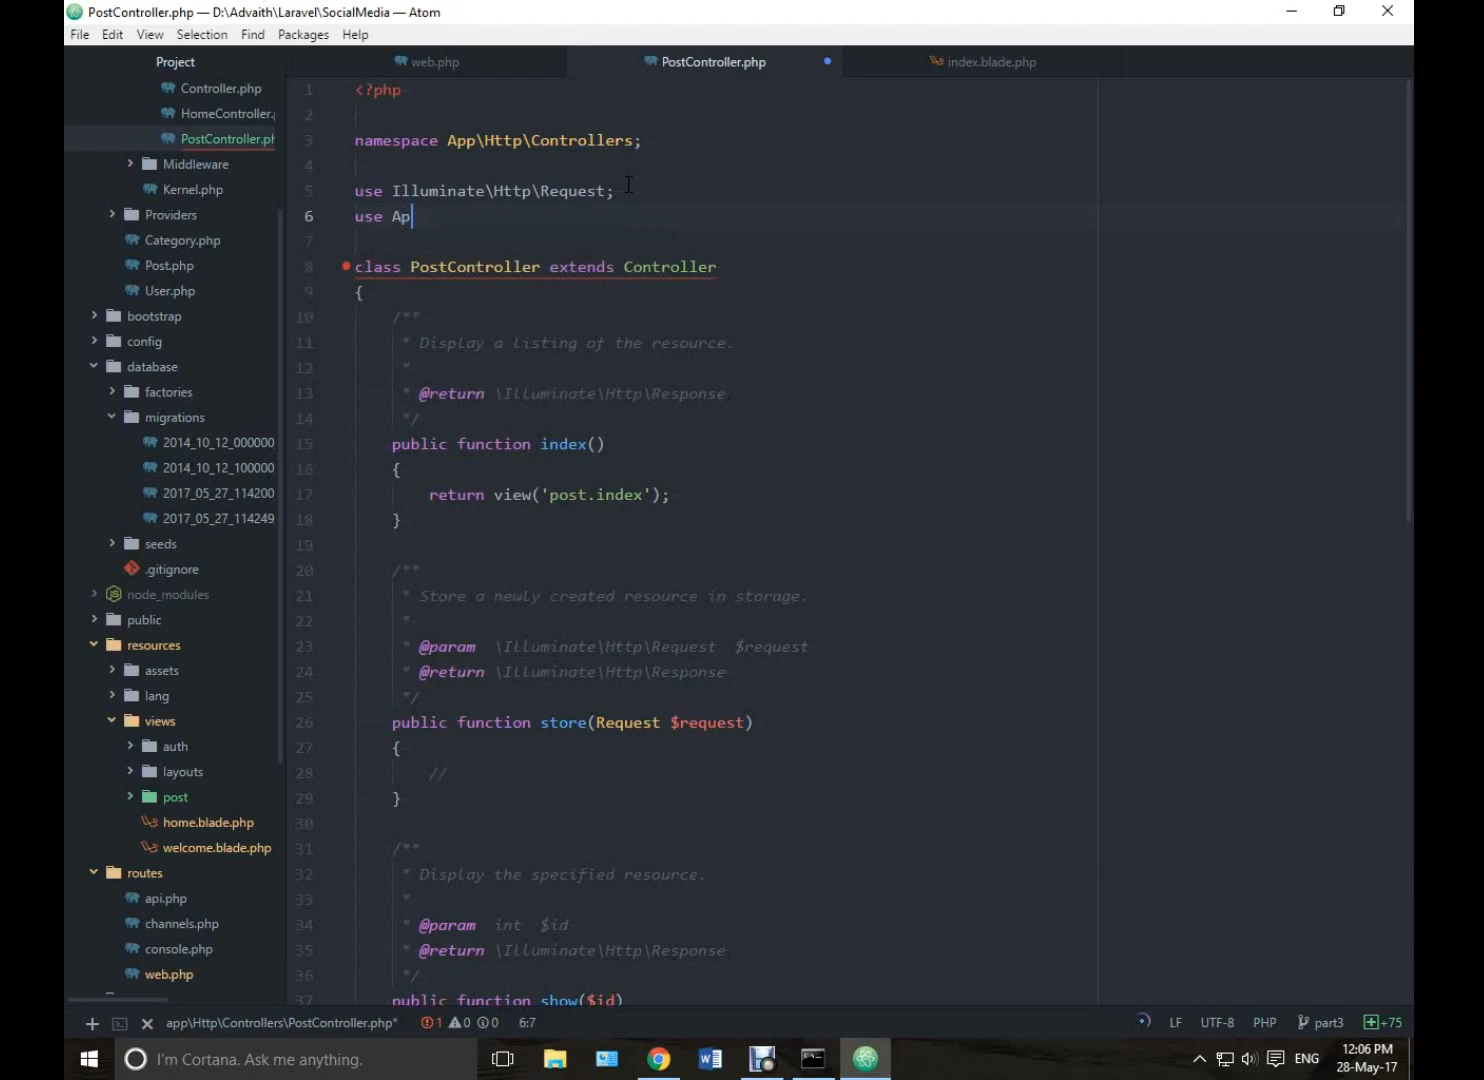 PostController.php — D:\Advaith\Laravel\SocialMedia — Atom
File Edit View Selection Find Packages Help
Project
web.php
PostController.php
index.blade.php
Controller.php
HomeController.
PostController.ph
Middleware
Kernel.php
Providers
Category.php
Post.php
User.php
bootstrap
config
database
factories
migrations
2014_10_12_000000
2014_10_12_100000
2017_05_27_114200
2017_05_27_114249
seeds
.gitignore
node_modules
public
resources
assets
lang
views
auth
layouts
post
home.blade.php
welcome.blade.php
routes
api.php
channels.php
console.php
web.php
1 <?php
2
3 namespace App\Http\Controllers;
4
5 use Illuminate\Http\Request;
6 use Ap
7
8 class PostController extends Controller
9 {
10 /**
11 * Display a listing of the resource.
12 *
13 * @return \Illuminate\Http\Response
14 */
15 public function index()
16 {
17 return view('post.index');
18 }
19
20 /**
21 * Store a newly created resource in storage.
22 *
23 * @param \Illuminate\Http\Request $request
24 * @return \Illuminate\Http\Response
25 */
26 public function store(Request $request)
27 {
28 //
29 }
30
31 /**
32 * Display the specified resource.
33 *
34 * @param int $id
35 * @return \Illuminate\Http\Response
36 */
37 public function show($id)
app\Http\Controllers\PostController.php* 1 0 0 6:7 LF UTF-8 PHP part3 +75
I'm Cortana. Ask me anything.
ENG
12:06 PM
28-May-17